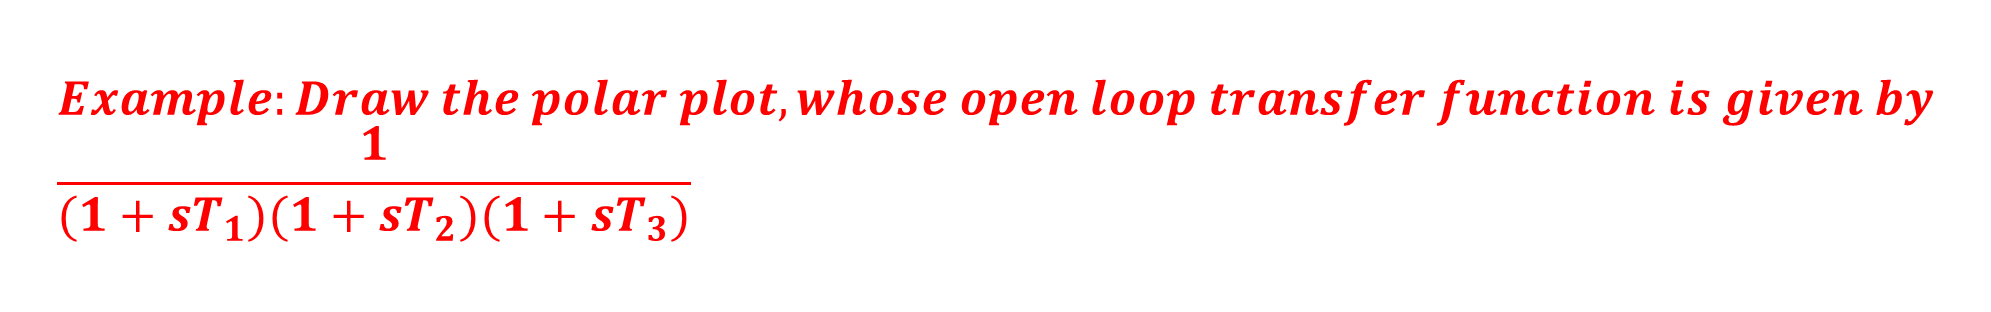 Example: Draw the polar plot, whose open loop transfer function is given by
1
(1 + sT₁)(1 + sT₂)(1 + sT₃)